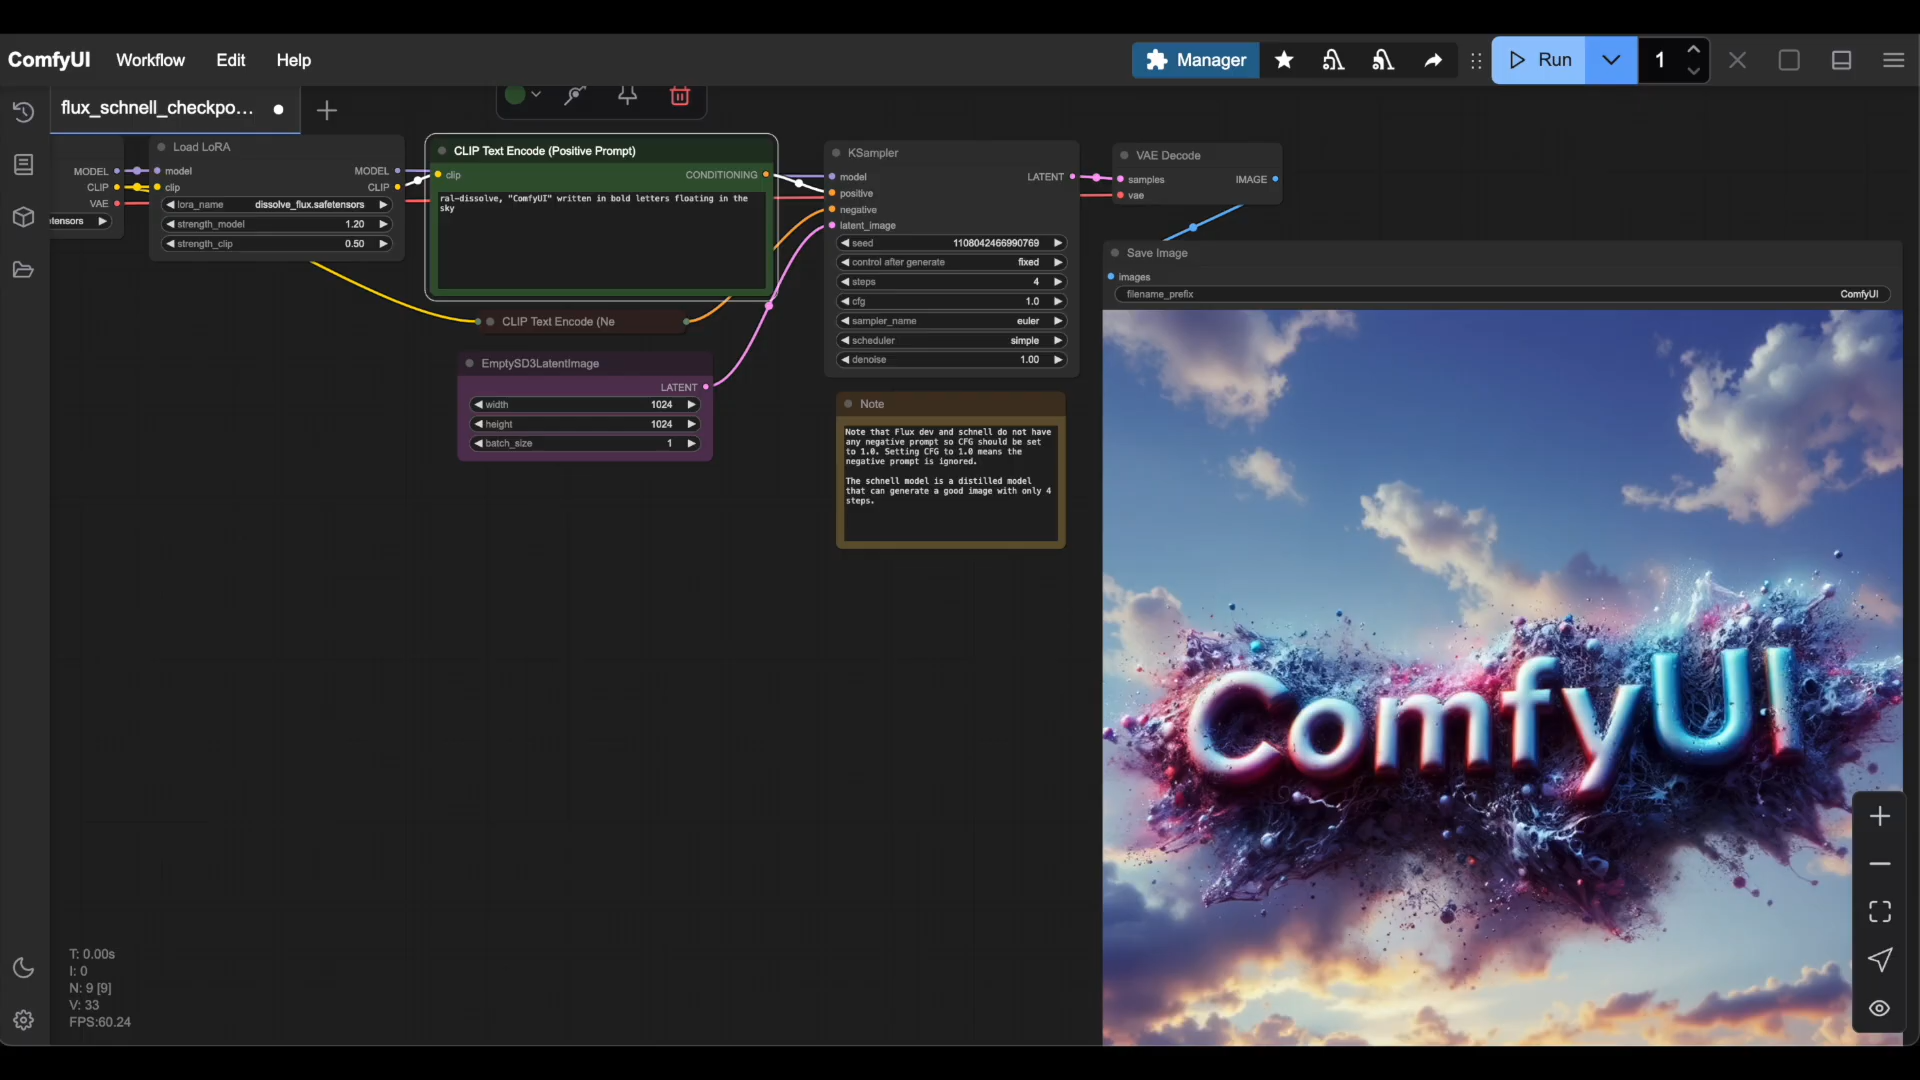 ComfyUI Workflow Edit Help
Manager
Run
1
flux_schnell_checkpo...
MODEL
CLIP
VAE
Load LoRA
model MODEL
clip CLIP
lora_name dissolve_flux.safetensors
strength_model 1.20
strength_clip 0.50
CLIP Text Encode (Positive Prompt)
clip CONDITIONING
ral-dissolve, "ComfyUI" written in bold letters floating in the
sky
CLIP Text Encode (Ne
EmptySD3LatentImage
LATENT
width 1024
height 1024
batch_size 1
KSampler
model LATENT
positive
negative
latent_image
seed 1108042466990769
control after generate fixed
steps 4
cfg 1.0
sampler_name euler
scheduler simple
denoise 1.00
Note
Note that Flux dev and schnell do not have
any negative prompt so CFG should be set
to 1.0. Setting CFG to 1.0 means the
negative prompt is ignored.
The schnell model is a distilled model
that can generate a good image with only 4
steps.
VAE Decode
samples IMAGE
vae
Save Image
images
filename_prefix ComfyUI
ComfyUI
T: 0.00s
I: 0
N: 9 [9]
V: 33
FPS:60.24